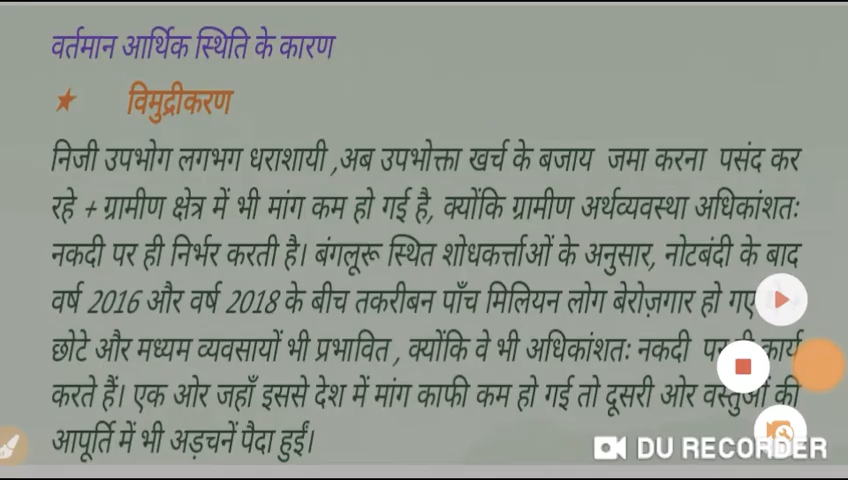 वर्तमान आर्थिक स्थिति के कारण
★ विमुद्रीकरण
निजी उपभोग लगभग धराशायी ,अब उपभोक्ता खर्च के बजाय जमा करना पसंद कर
रहे + ग्रामीण क्षेत्र में भी मांग कम हो गई है, क्योंकि ग्रामीण अर्थव्यवस्था अधिकांशतः
नकदी पर ही निर्भर करती है। बंगलूरू स्थित शोधकर्त्ताओं के अनुसार, नोटबंदी के बाद
वर्ष 2016 और वर्ष 2018 के बीच तकरीबन पाँच मिलियन लोग बेरोज़गार हो गए
छोटे और मध्यम व्यवसायों भी प्रभावित , क्योंकि वे भी अधिकांशतः नकदी कार्य
करते हैं। एक ओर जहाँ इससे देश में मांग काफी कम हो गई तो दूसरी ओर वस्तुओं की
आपूर्ति में भी अड़चनें पैदा हुईं।
DU RECORDER